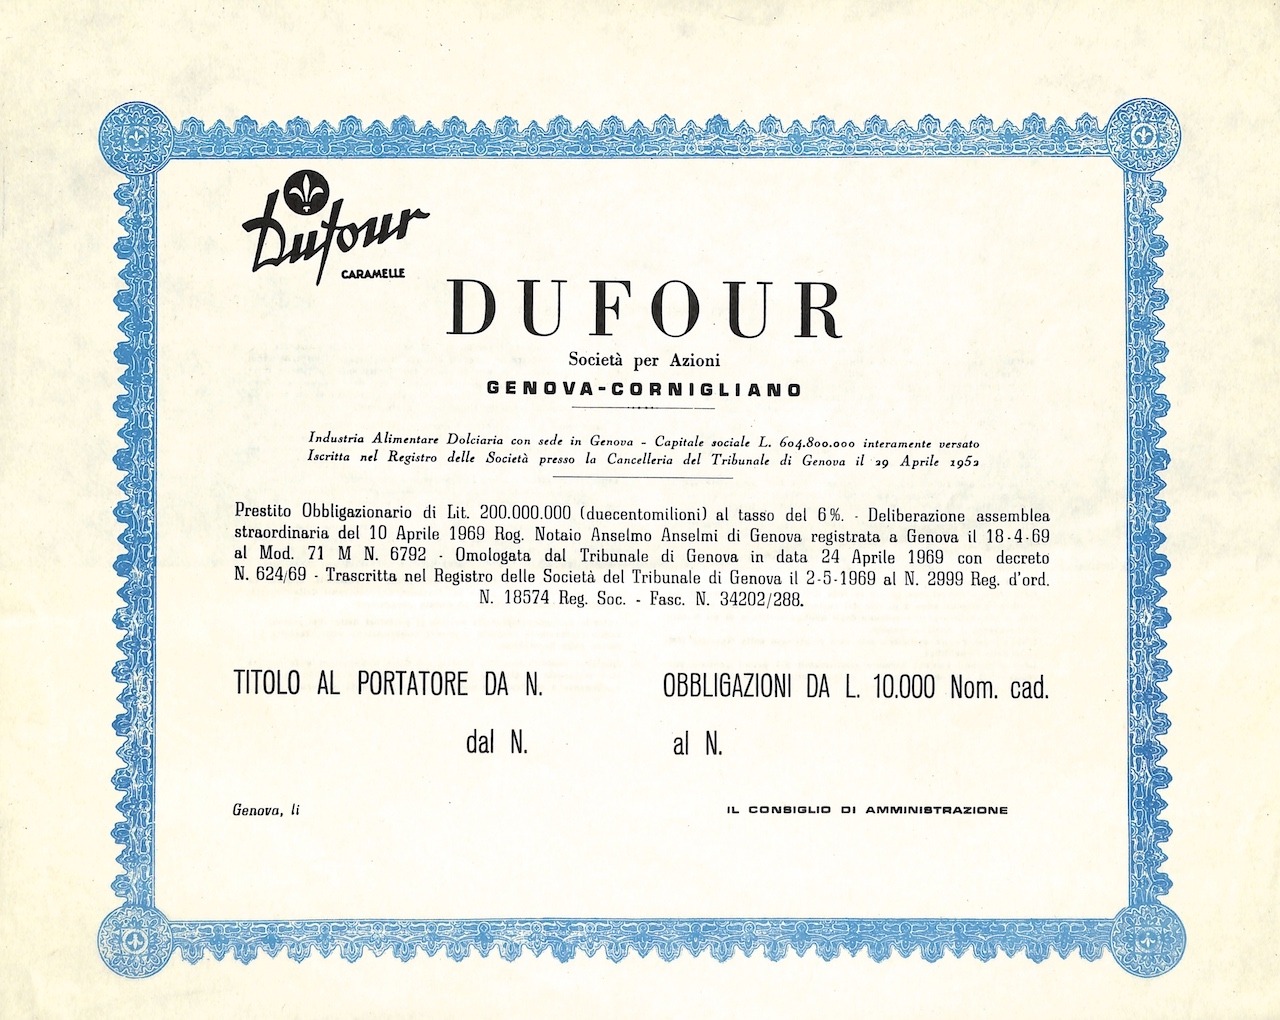 Dufour
CARAMELLE
DUFOUR
Società per Azioni
GENOVA-CORNIGLIANO
Industria Alimentare Dolciaria con sede in Genova - Capitale sociale L. 604.800.000 interamente versato
Iscritta nel Registro delle Società presso la Cancelleria del Tribunale di Genova il 29 Aprile 1952
Prestito Obbligazionario di Lit. 200.000.000 (duecentomilioni) al tasso del 6%. - Deliberazione assemblea
straordinaria del 10 Aprile 1969 Rog. Notaio Anselmo Anselmi di Genova registrata a Genova il 18-4-69
al Mod. 71 M N. 6792 - Omologata dal Tribunale di Genova in data 24 Aprile 1969 con decreto
N. 624/69 - Trascritta nel Registro delle Società del Tribunale di Genova il 2-5-1969 al N. 2999 Reg. d'ord.
N. 18574 Reg. Soc. - Fasc. N. 34202/288.
TITOLO AL PORTATORE DA N. OBBLIGAZIONI DA L. 10.000 Nom. cad.
dal N. al N.
Genova, li IL CONSIGLIO DI AMMINISTRAZIONE